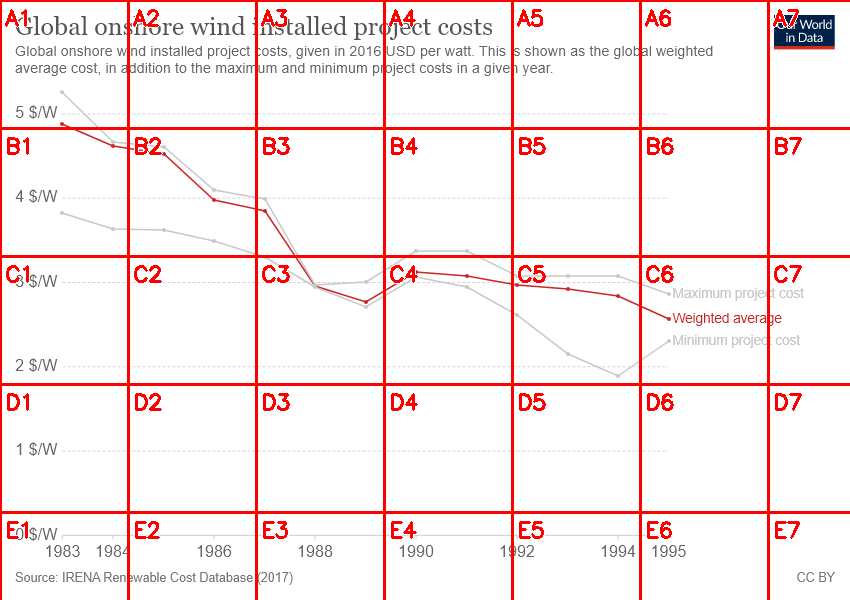 Global onshore wind installed project costs
Global onshore wind installed project costs, given in 2016 USD per watt. This is shown as the global weighted
average cost, in addition to the maximum and minimum project costs in a given year.
Our World
in Data
A1 A2 A3 A4 A5 A6 A7
5 $/W
B1 B2 B3 B4 B5 B6 B7
4 $/W
C1 C2 C3 C4 C5 C6 C7
3 $/W
Maximum project cost
Weighted average
Minimum project cost
2 $/W
D1 D2 D3 D4 D5 D6 D7
1 $/W
E1 E2 E3 E4 E5 E6 E7
0 $/W
1983 1984 1986 1988 1990 1992 1994 1995
Source: IRENA Renewable Cost Database (2017)
CC BY